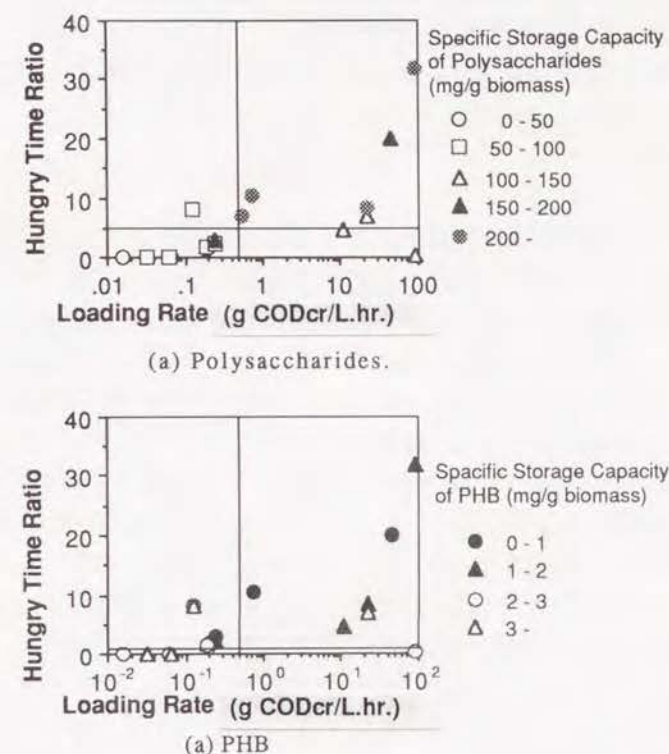 40
30
20
10
0
Hungry Time Ratio
.01 .1 1 10 100
Loading Rate (g CODcr/L.hr.)
Specific Storage Capacity
of Polysaccharides
(mg/g biomass)
0 - 50
50 - 100
100 - 150
150 - 200
200 -
(a) Polysaccharides.
40
30
20
10
0
Hungry Time Ratio
10-2 10-1 100 101 102
Loading Rate (g CODcr/L.hr.)
Spacific Storage Capacity
of PHB (mg/g biomass)
0 - 1
1 - 2
2 - 3
3 -
(a) PHB